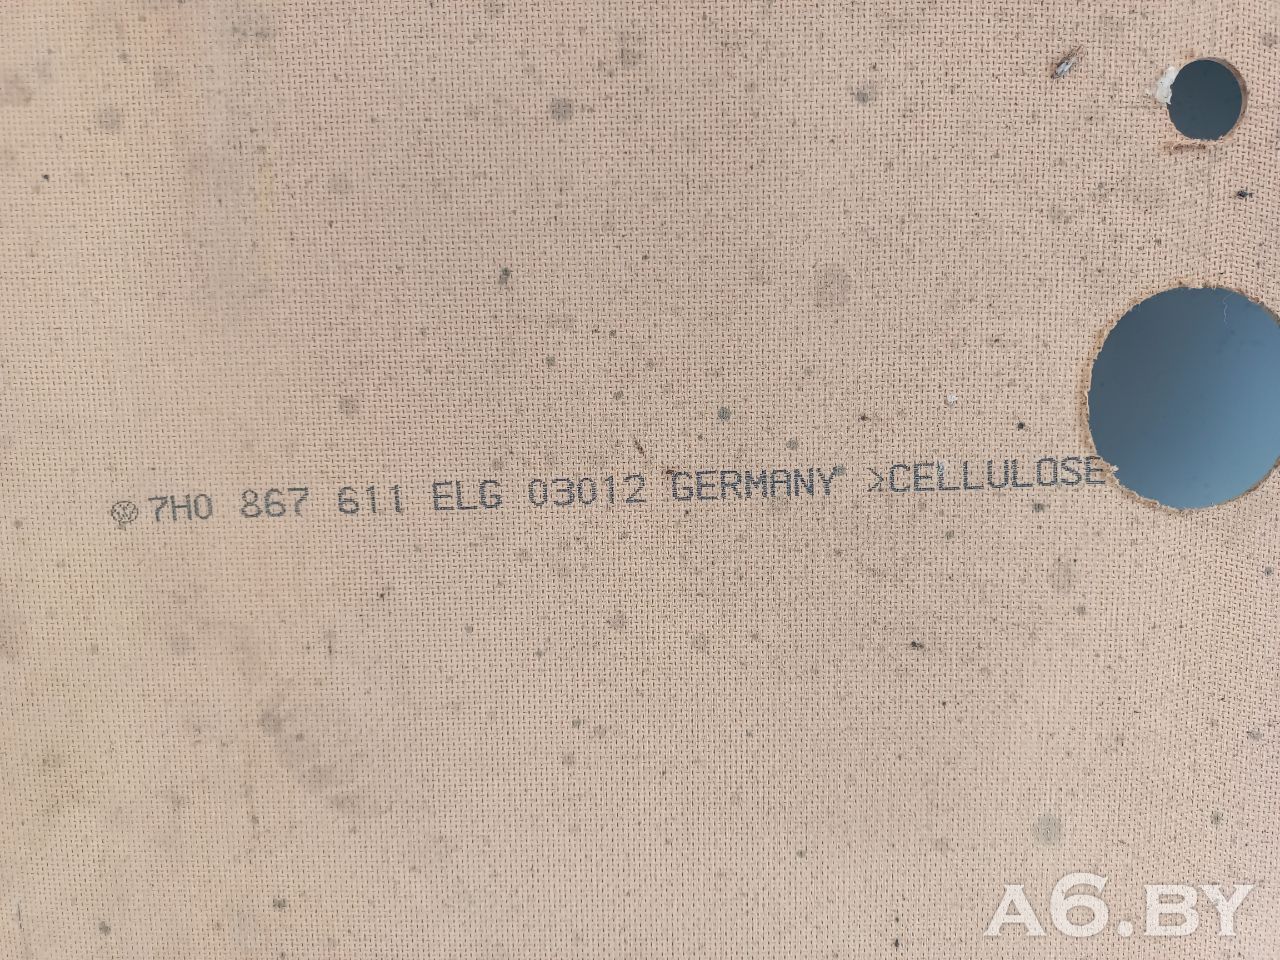 7H0 867 611 ELG 03012 GERMANY >CELLULOSE
A6.BY